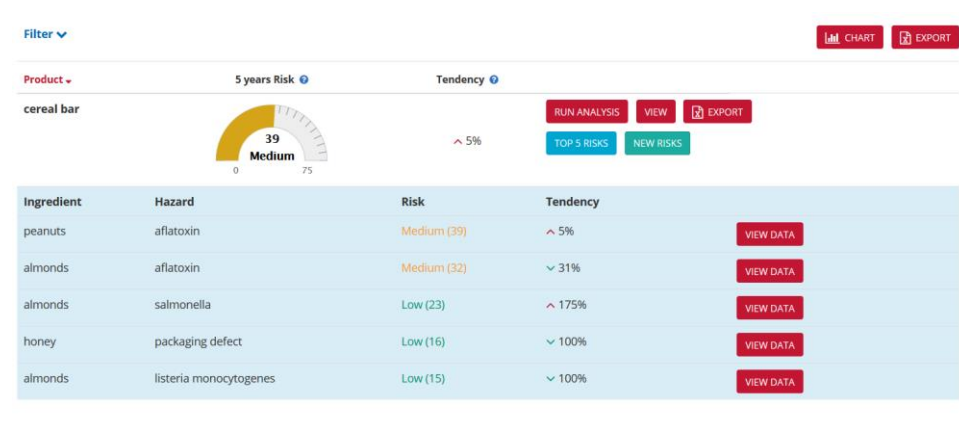 Filter
CHART EXPORT
Product 5 years Risk Tendency
cereal bar
39
Medium
0 75
5%
RUN ANALYSIS VIEW EXPORT
TOP 5 RISKS NEW RISKS
Ingredient Hazard Risk Tendency
peanuts aflatoxin Medium (39) 5% VIEW DATA
almonds aflatoxin Medium (32) 31% VIEW DATA
almonds salmonella Low (23) 175% VIEW DATA
honey packaging defect Low (16) 100% VIEW DATA
almonds listeria monocytogenes Low (15) 100% VIEW DATA